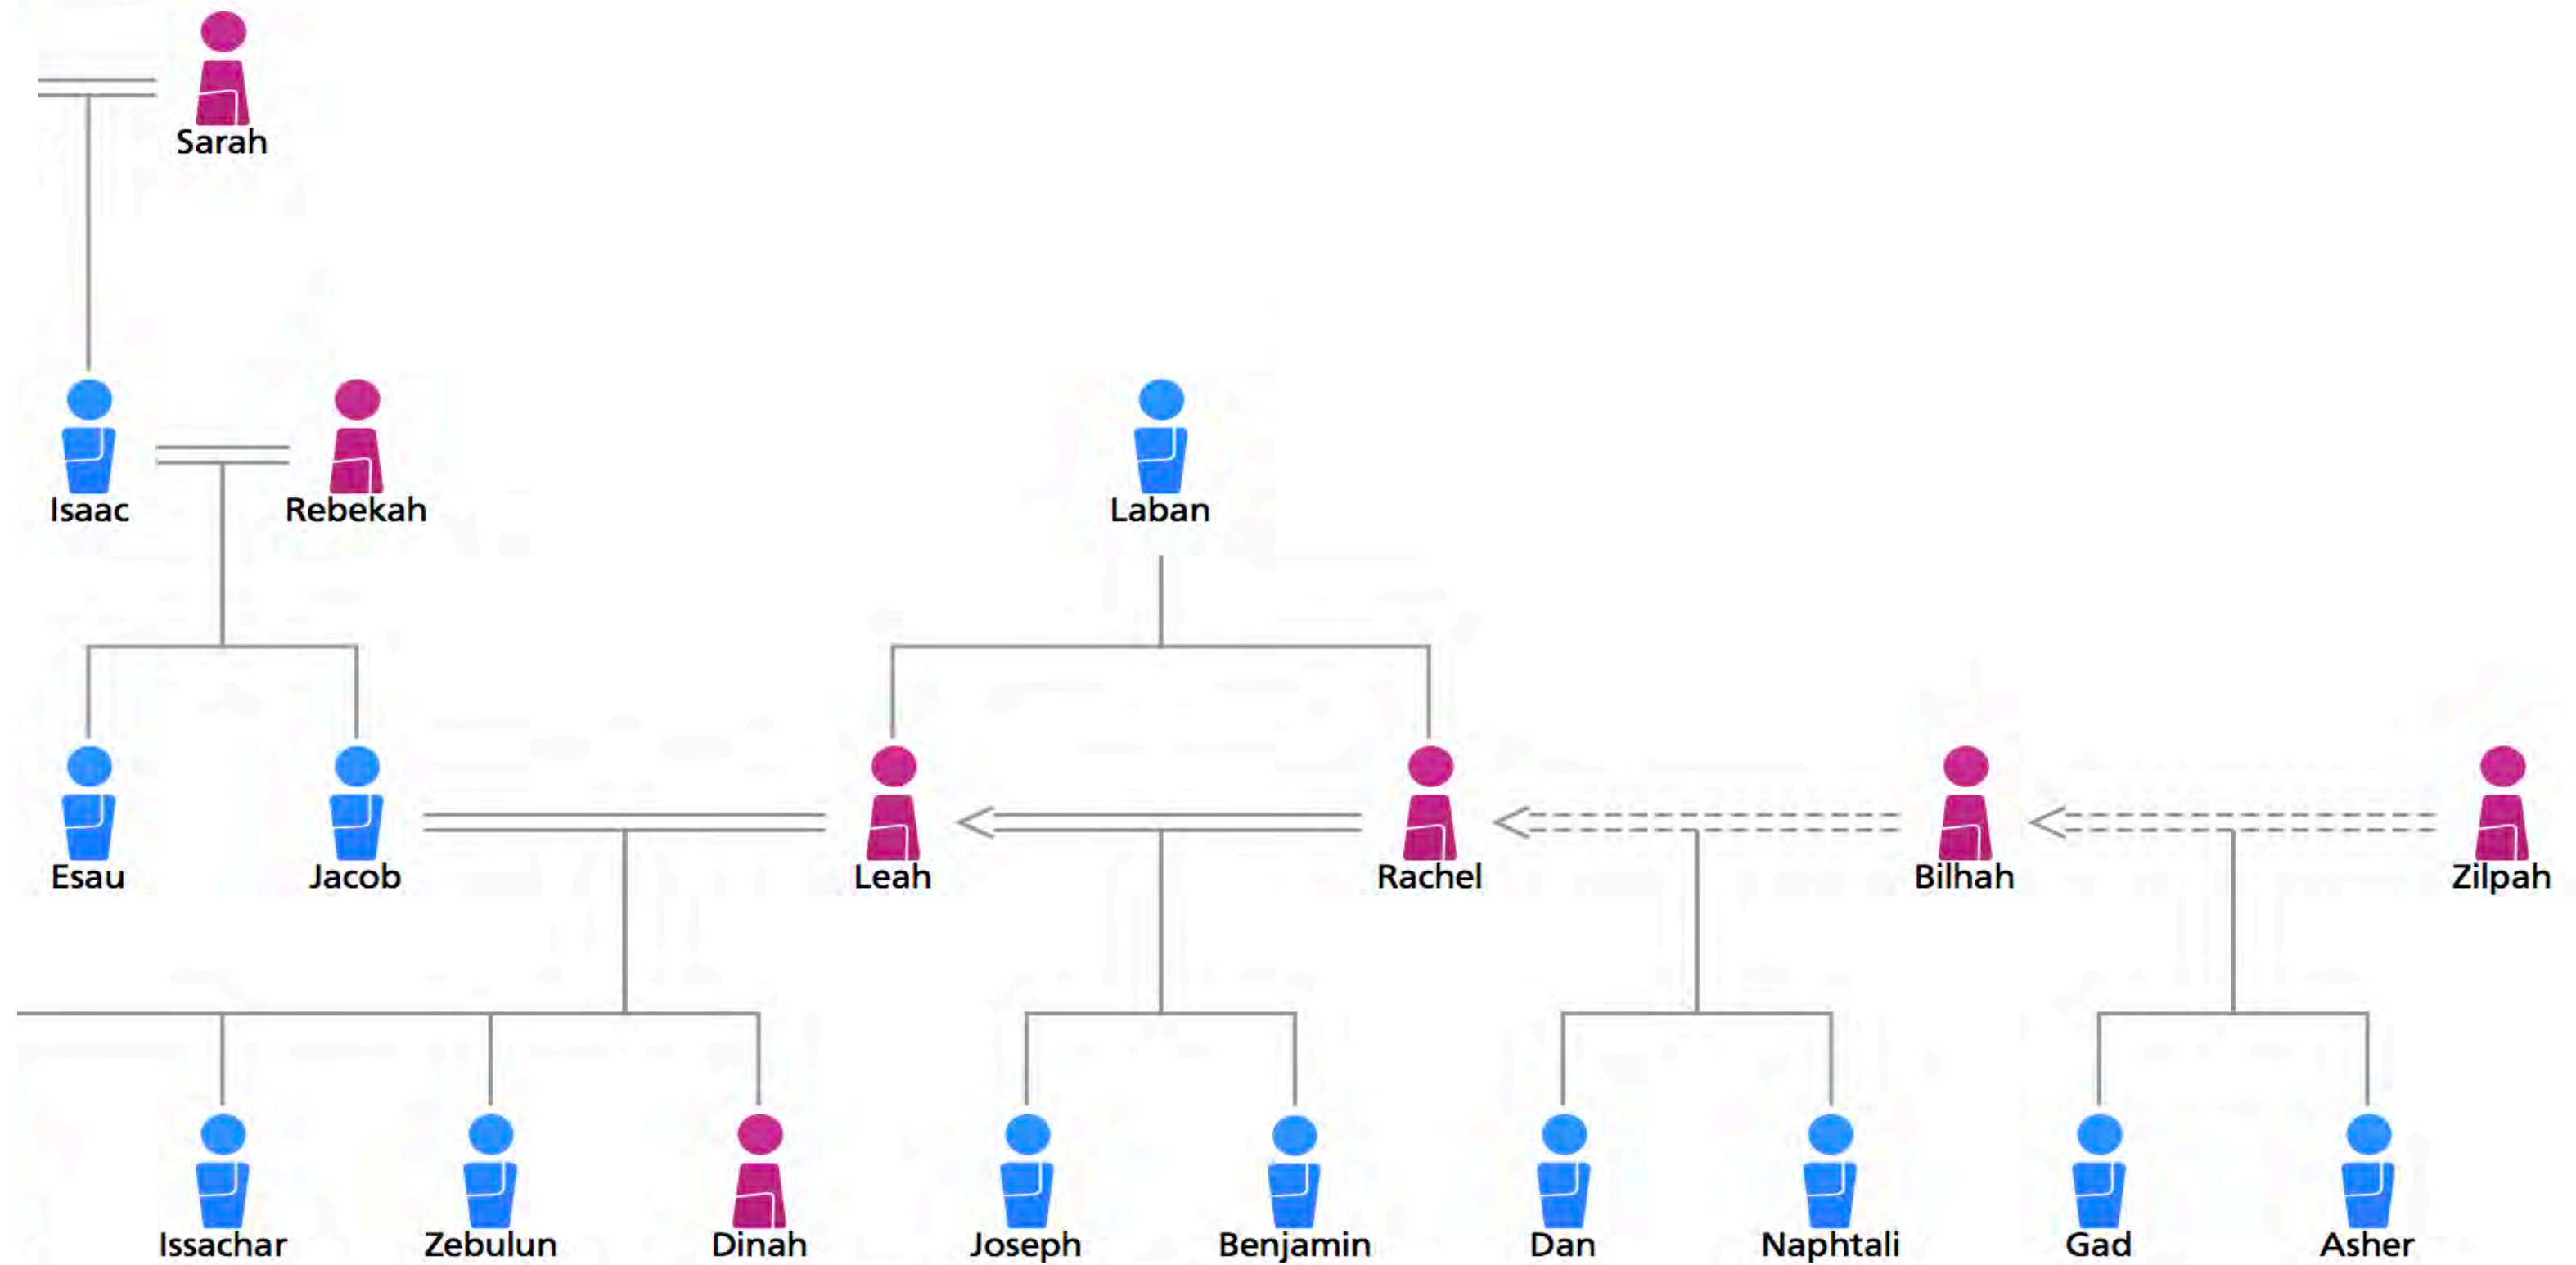 Sarah
Isaac
Rebekah
Laban
Esau
Jacob
Leah
Rachel
Bilhah
Zilpah
Issachar
Zebulun
Dinah
Joseph
Benjamin
Dan
Naphtali
Gad
Asher